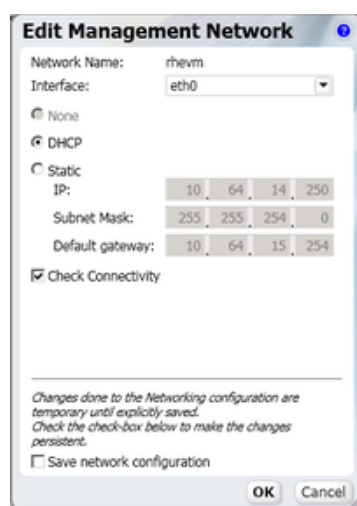 Edit Management Network
Network Name: rhevm
Interface: eth0
None
DHCP
Static
IP: 10 . 64 . 14 . 250
Subnet Mask: 255 . 255 . 254 . 0
Default gateway: 10 . 64 . 15 . 254
Check Connectivity
Changes done to the Networking configuration are
temporary until explicitly saved.
Check the check-box below to make the changes
persistent.
Save network configuration
OK Cancel